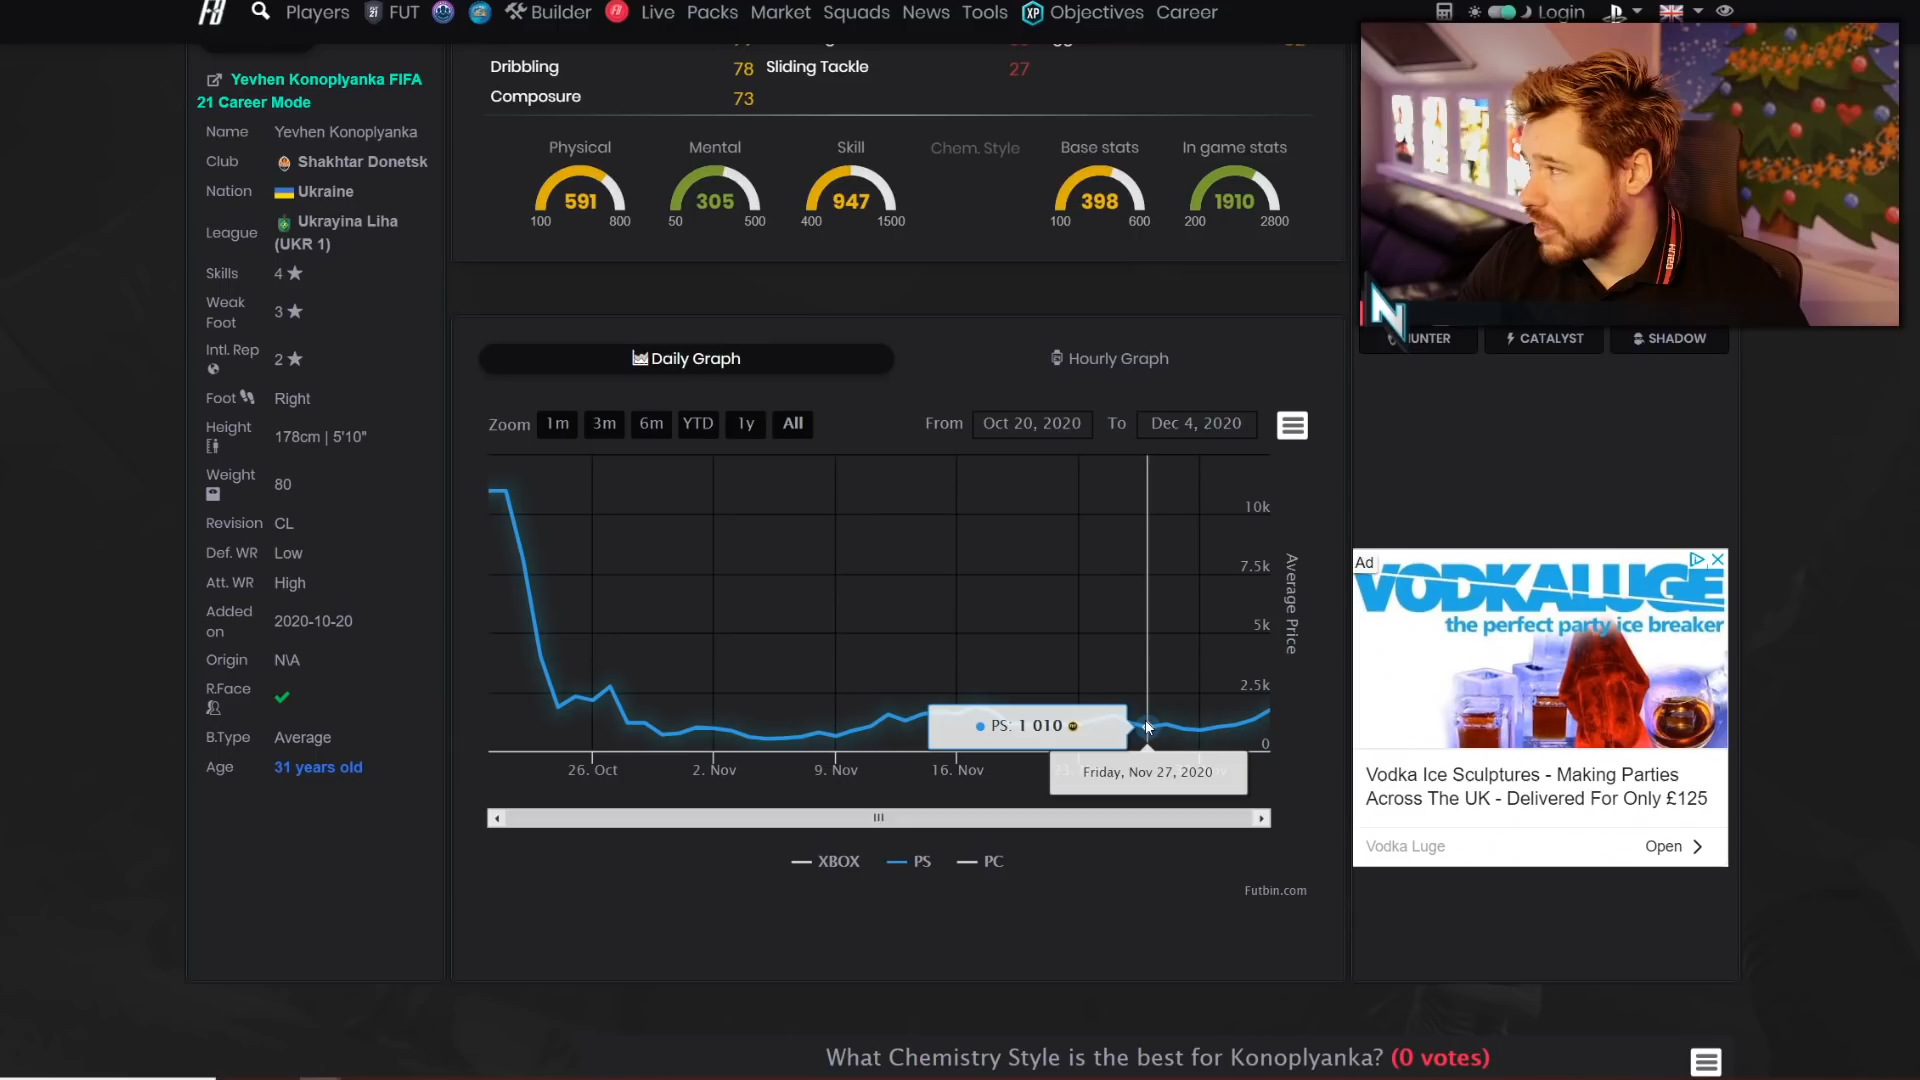 Players 21 FUT Builder Live Packs Market Squads News Tools XP Objectives Career Login
Yevhen Konoplyanka FIFA
21 Career Mode
Name Yevhen Konoplyanka
Club Shakhtar Donetsk
Nation Ukraine
League Ukrayina Liha
(UKR 1)
Skills 4
Weak
Foot 3
Intl. Rep 2
Foot Right
Height 178cm | 5'10"
Weight 80
Revision CL
Def. WR Low
Att. WR High
Added
on 2020-10-20
Origin N\A
R.Face
B.Type Average
Age 31 years old
Dribbling 78 Sliding Tackle 27
Composure 73
Physical Mental Skill Chem. Style Base stats In game stats
591 305 947 398 1910
100 800 50 500 400 1500 100 600 200 2800
Daily Graph Hourly Graph
Zoom 1m 3m 6m YTD 1y All From Oct 20, 2020 To Dec 4, 2020
10k
7.5k
5k
2.5k
0
Average Price
PS: 1 010
Friday, Nov 27, 2020
26. Oct 2. Nov 9. Nov 16. Nov
XBOX PS PC
Futbin.com
CATALYST SHADOW
Ad
VODKALUGE
the perfect party ice breaker
Vodka Ice Sculptures - Making Parties
Across The UK - Delivered For Only £125
Vodka Luge Open
What Chemistry Style is the best for Konoplyanka? (0 votes)